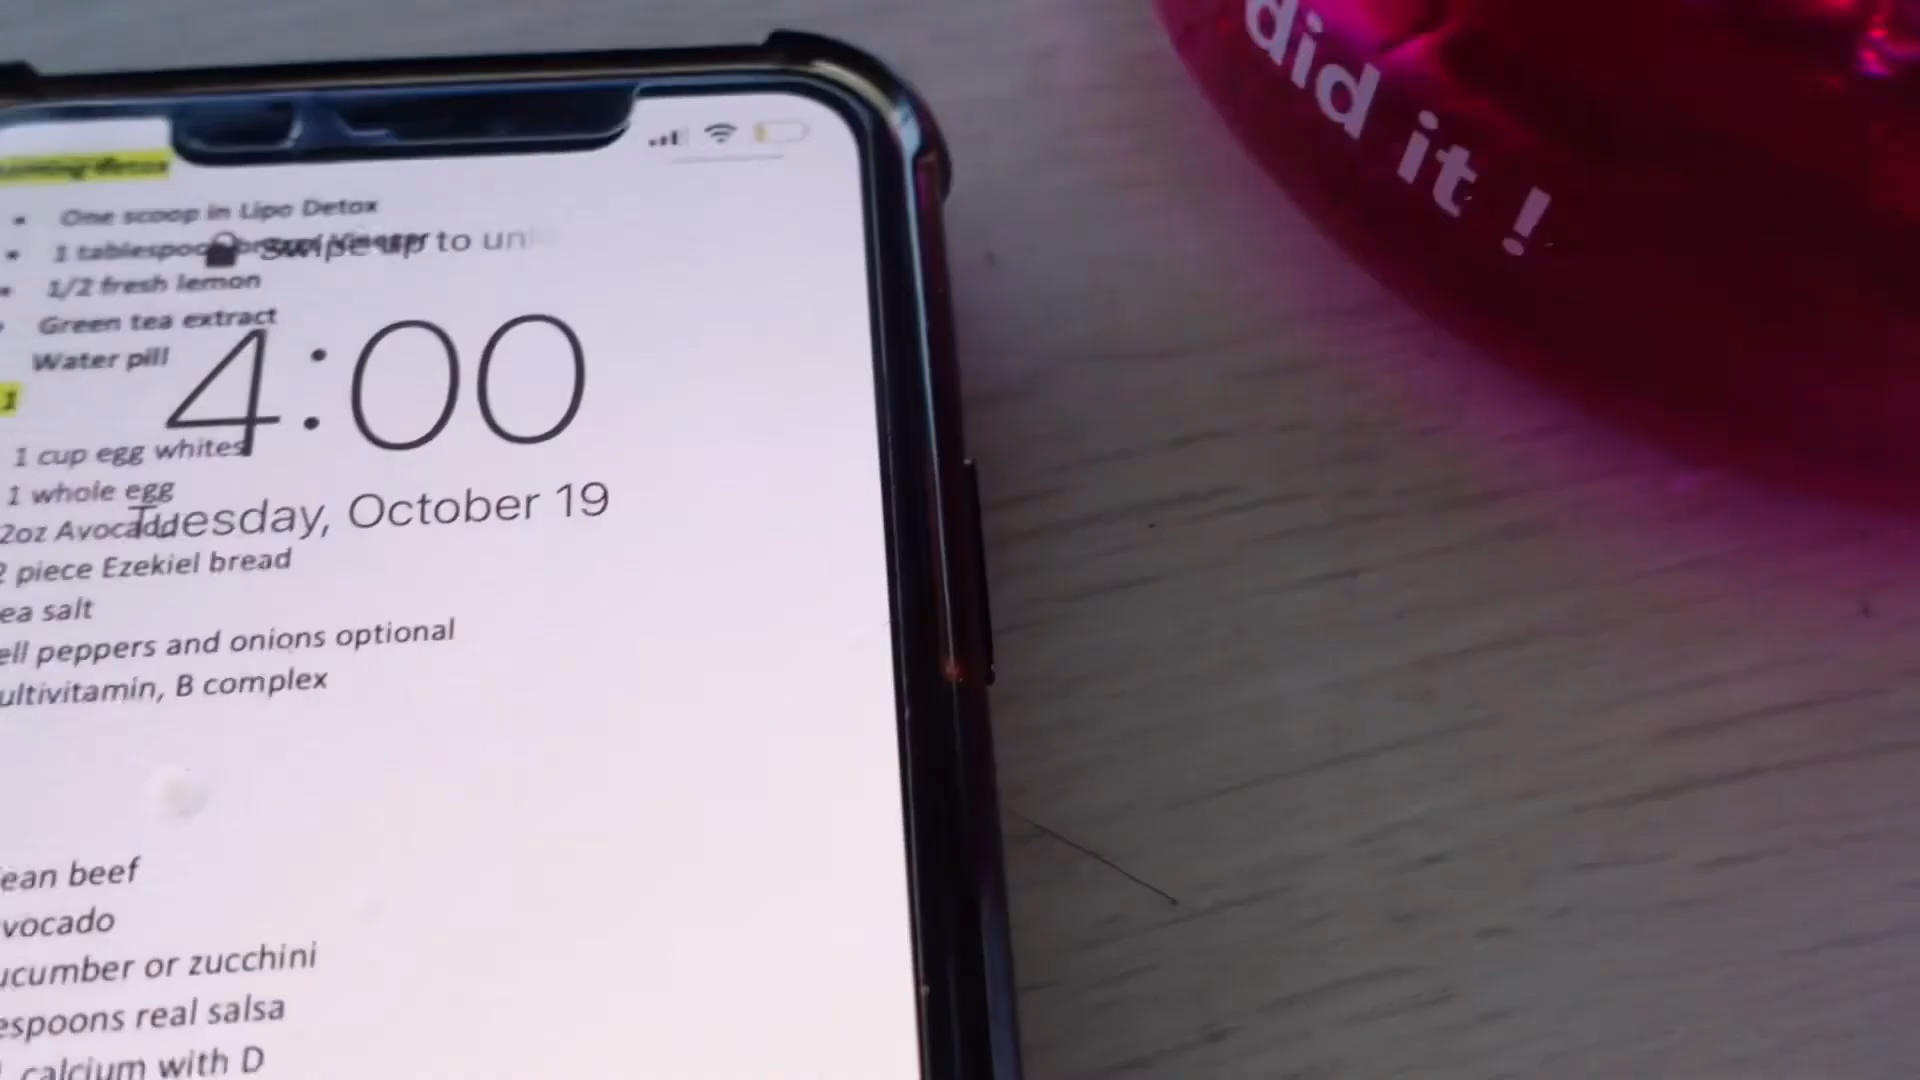 One scoop in Lipo Detox
1 tablespoon
Swipe up to
1/2 fresh lemon
Green tea extract
Water pill
4:00
1
1 cup egg whites
1 whole egg
Tuesday, October 19
2oz Avocado
piece Ezekiel bread
ea salt
ell peppers and onions optional
ultivitamin, B complex
ean beef
vocado
ucumber or zucchini
espoons real salsa
calcium with D
did it !